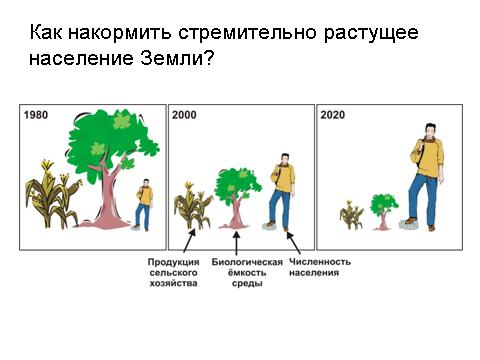 Как накормить стремительно растущее
население Земли?
1980
2000
2020
Продукция
сельского
хозяйства
Биологическая
ёмкость
среды
Численность
населения